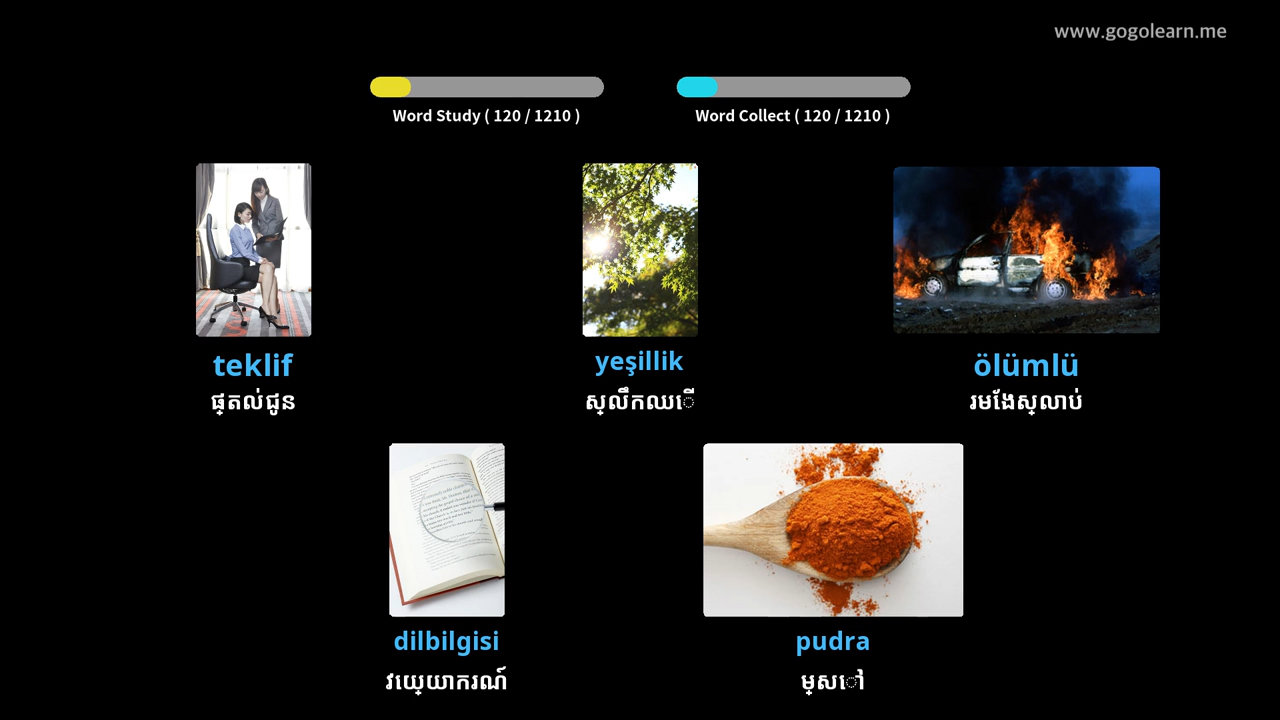 www.gogolearn.me
Word Study ( 120 / 1210 )
Word Collect ( 120 / 1210 )
teklif
ផ្តល់ជូន
yeşillik
ស្លឹកឈើ
ölümlü
រមែងស្លាប់
dilbilgisi
វេយ្យាករណ៍
pudra
ម្សៅ